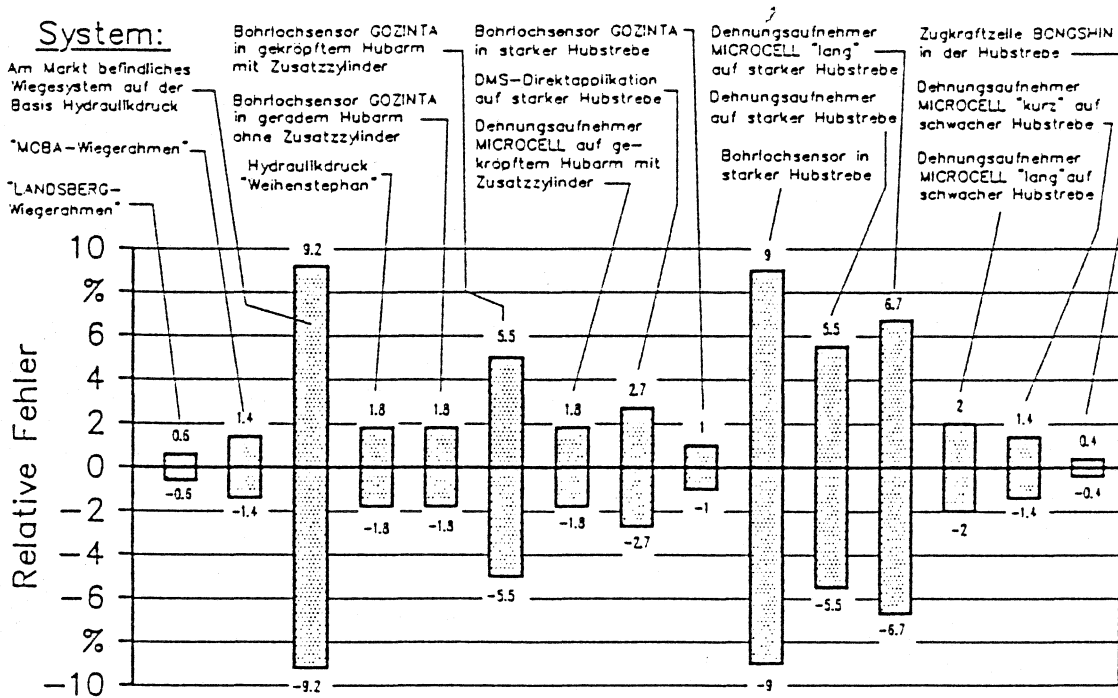 System:
Am Markt befindliches
Wiegesystem auf der
Basis Hydraulikdruck
"MCBA-Wiegerahmen"
"LANDSBERG-
Wiegerahmen"
Bohrlochsensor GOZINTA
in gekröpftem Hubarm
mit Zusatzzylinder
Bohrlochsensor GOZINTA
in geradem Hubarm
ohne Zusatzzylinder
Hydraulikdruck
"Weihenstephan"
Bohrlochsensor GOZINTA
in starker Hubstrebe
DMS-Direktapplikation
auf starker Hubstrebe
Dehnungsaufnehmer
MICROCELL auf ge-
kröpftem Hubarm mit
Zusatzzylinder
Dehnungsaufnehmer
MICROCELL "lang"
auf starker Hubstrebe
Dehnungsaufnehmer
auf starker Hubstrebe
Bohrlochsensor in
starker Hubstrebe
Zugkraftzelle BONGSHIN
in der Hubstrebe
Dehnungsaufnehmer
MICROCELL "kurz" auf
schwacher Hubstrebe
Dehnungsaufnehmer
MICROCELL "lang" auf
schwacher Hubstrebe
Relative Fehler
10
%
6
4
2
0
-2
-4
-6
%
-10
0.6 1.4 9.2 1.8 1.8 5.5 1.8 2.7 1 9 5.5 6.7 2 1.4 0.4
-0.6 -1.4 -9.2 -1.8 -1.8 -5.5 -1.8 -2.7 -1 -9 -5.5 -6.7 -2 -1.4 -0.4